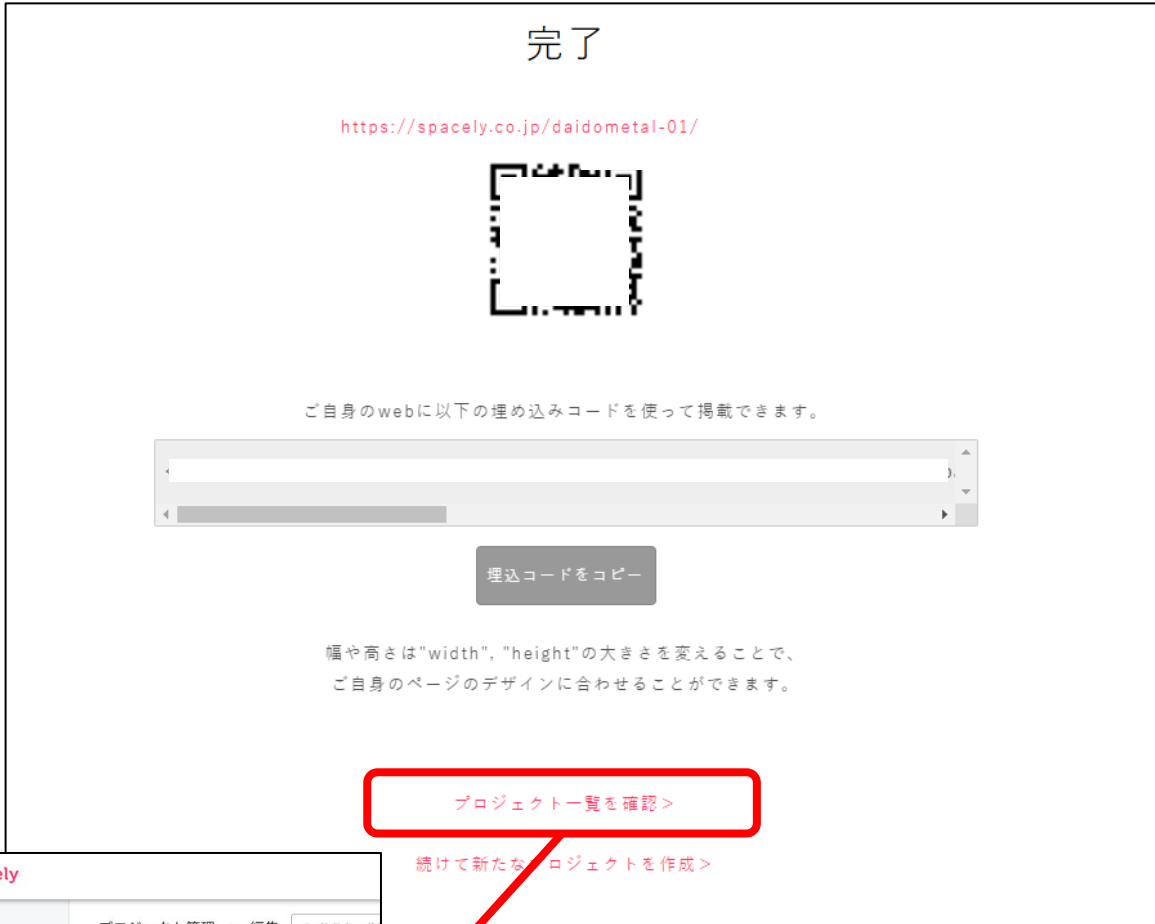 完了
https://spacely.co.jp/daidometal-01/
ご自身のwebに以下の埋め込みコードを使って掲載できます。
埋込コードをコピー
幅や高さは"width", "height"の大きさを変えることで、
ご自身のページのデザインに合わせることができます。
プロジェクト一覧を確認>
続けて新たなプロジェクトを作成>
ely